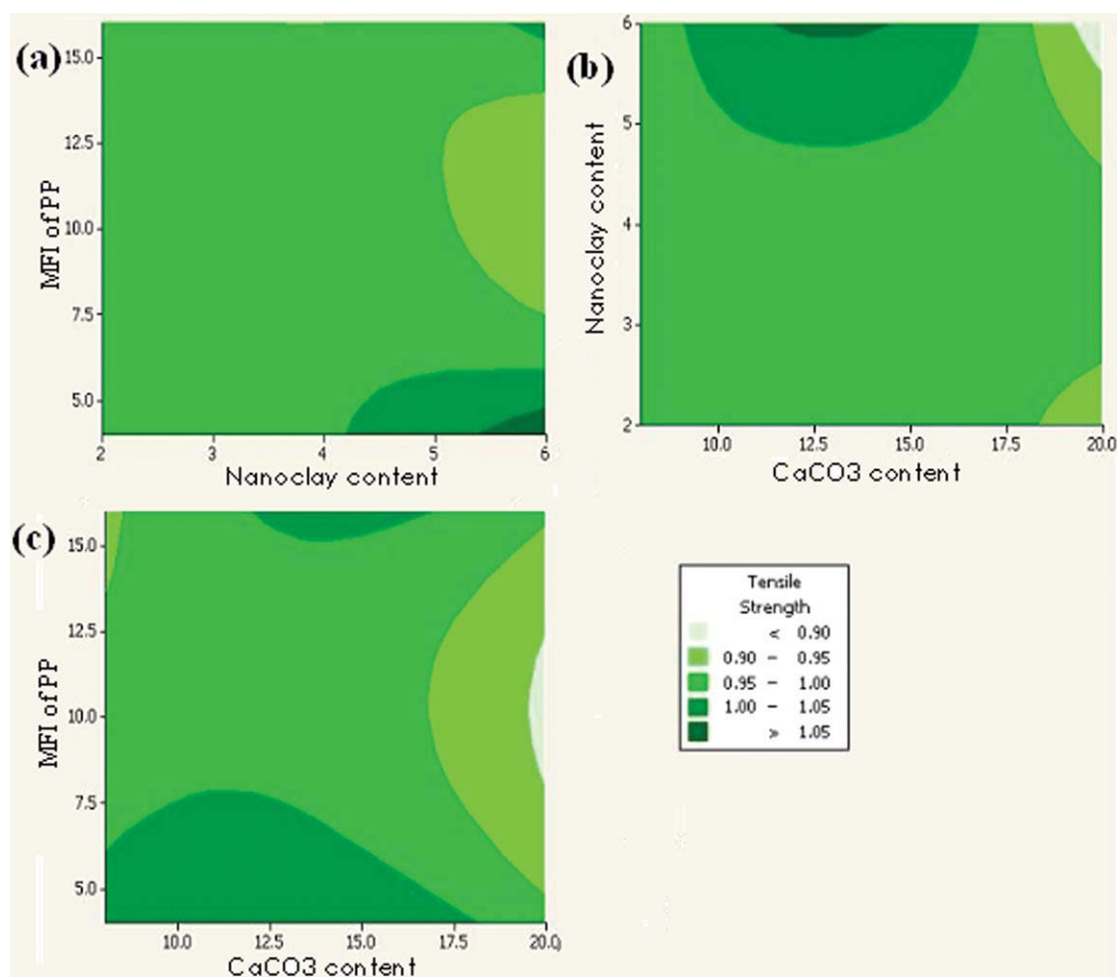 (a)
15.0
12.5
10.0
7.5
5.0
MFI of PP
2 3 4 5 6
Nanoclay content
(b)
6
5
4
3
2
Nanoclay content
10.0 12.5 15.0 17.5 20.0
CaCO3 content
(c)
15.0
12.5
10.0
7.5
5.0
MFI of PP
10.0 12.5 15.0 17.5 20.0
CaCO3 content
Tensile
Strength
< 0.90
0.90 - 0.95
0.95 - 1.00
1.00 - 1.05
> 1.05